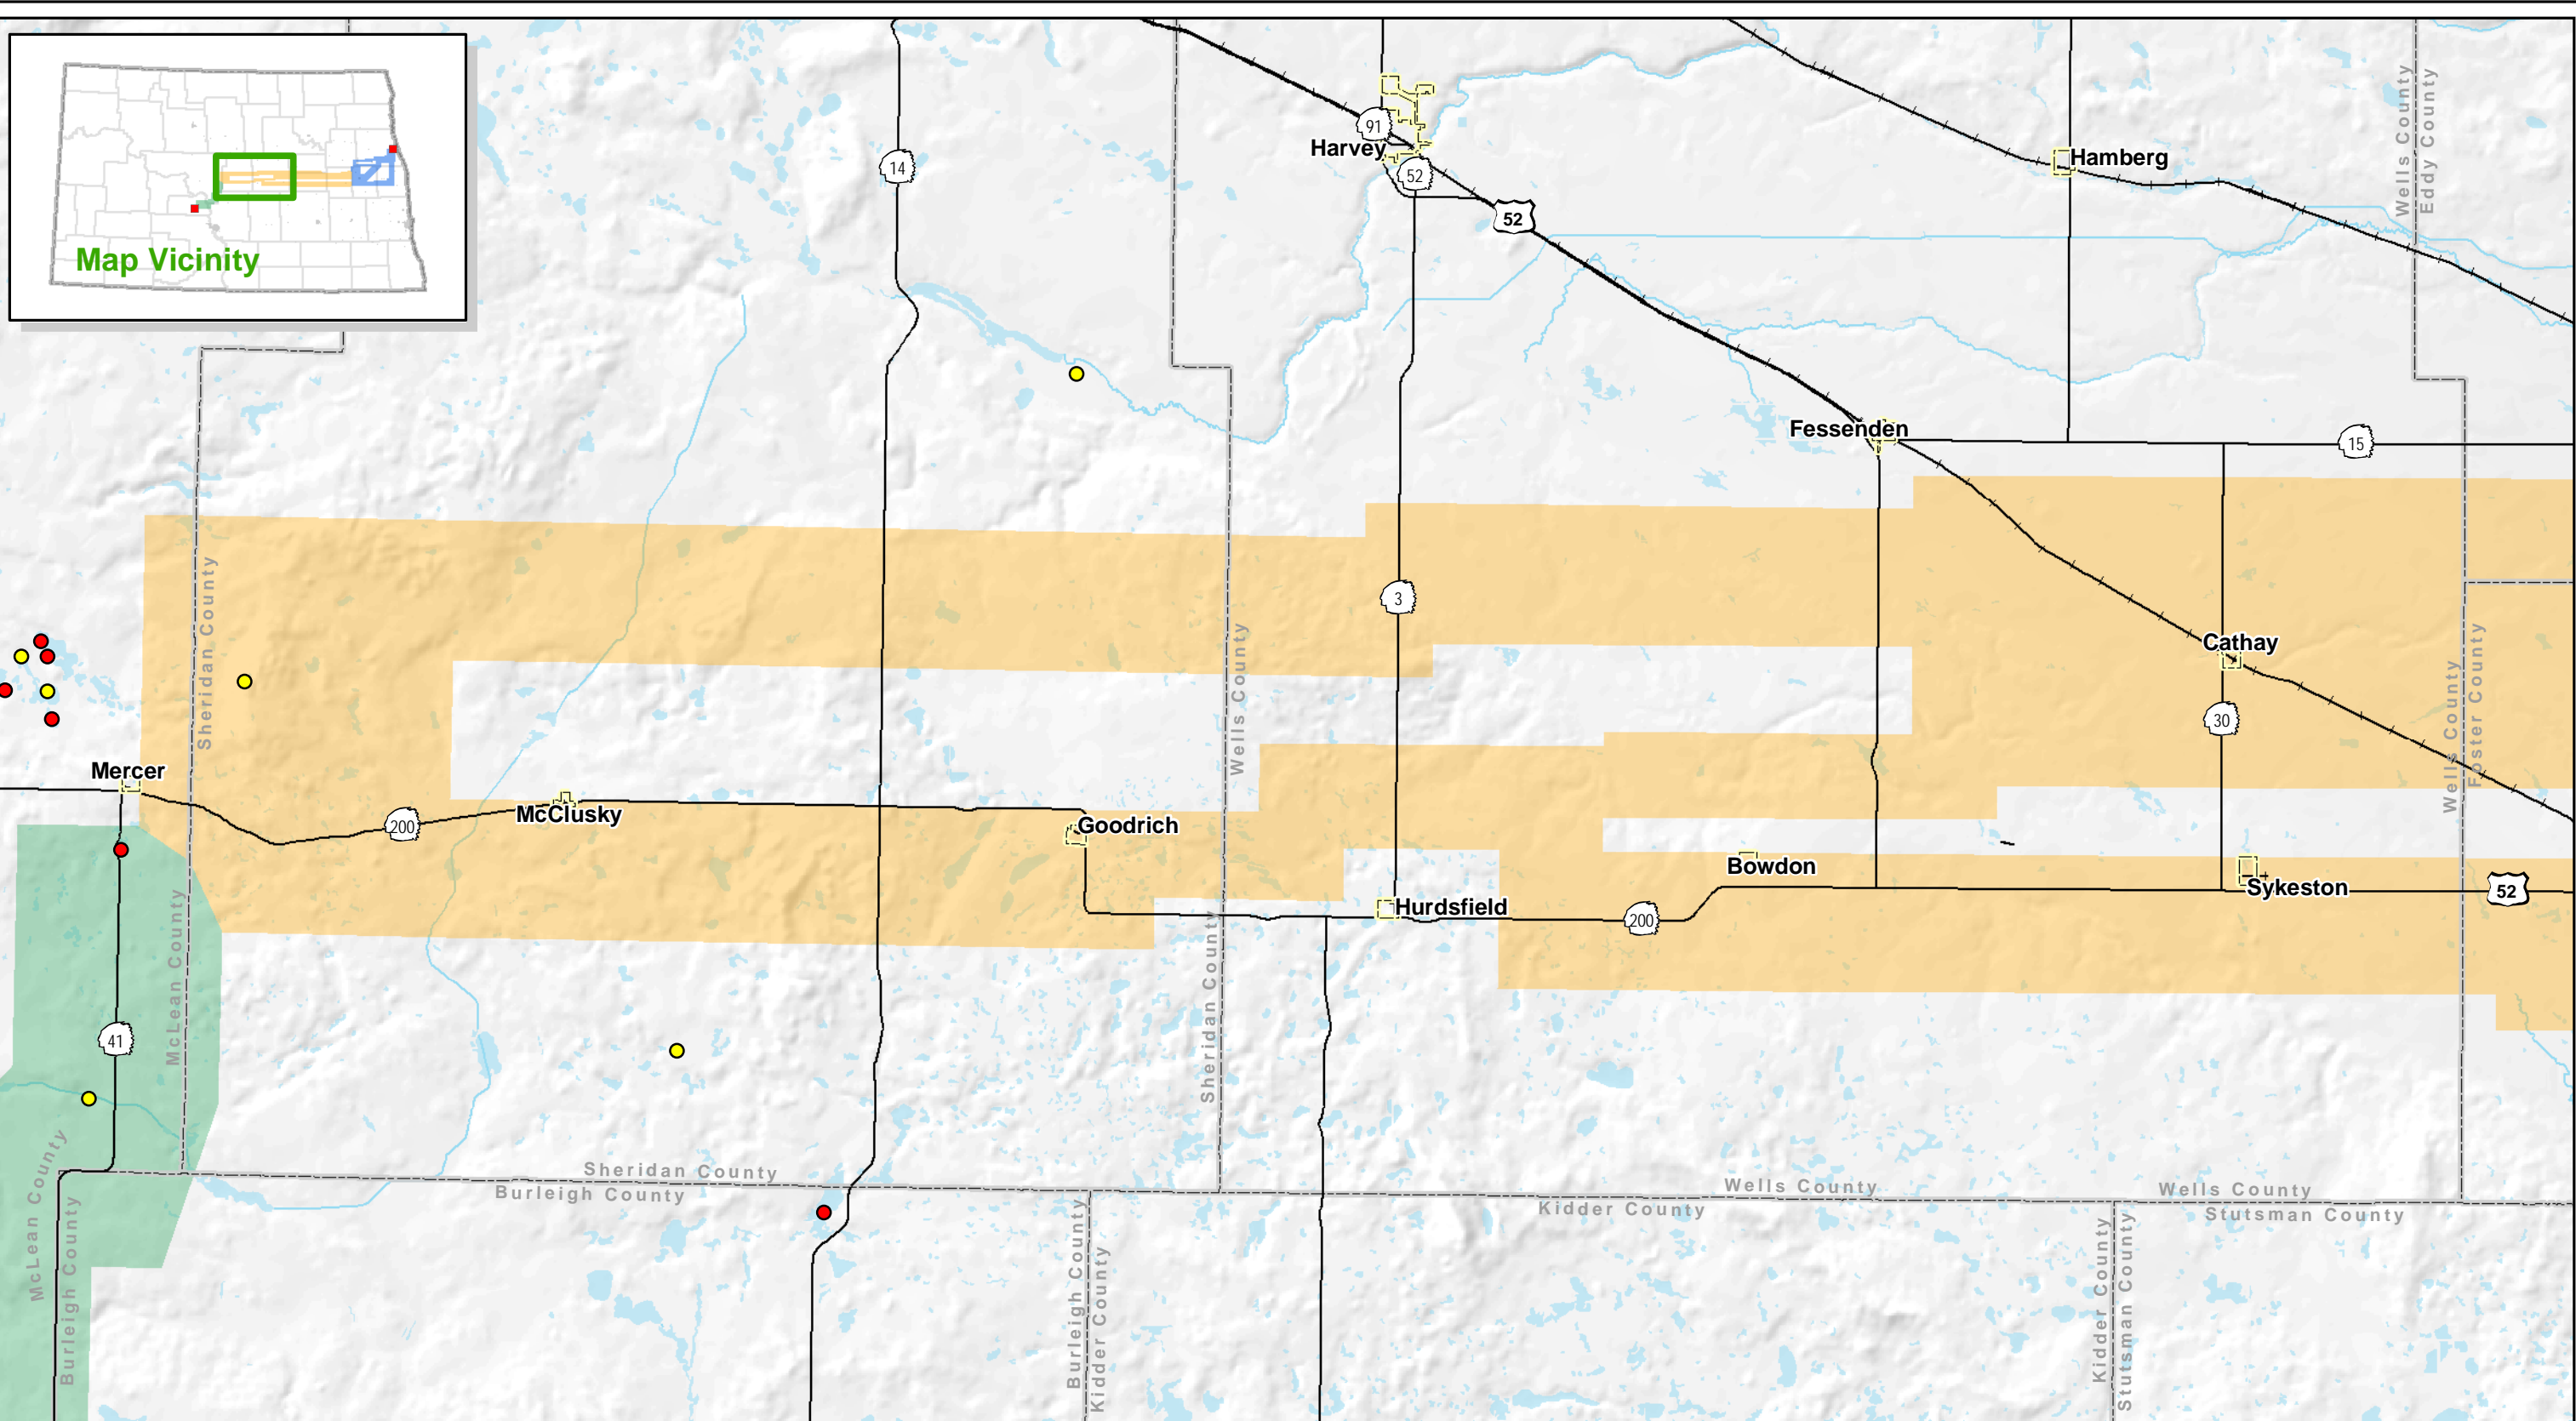 Map Vicinity
14
91
Harvey
52
52
Hamberg
Wells County
Eddy County
Fessenden
15
Sheridan County
Wells County
3
Cathay
30
Wells County
Foster County
Mercer
McClusky
200
Goodrich
Bowdon
Hurdsfield
200
Sykeston
52
McLean County
Sheridan County
41
Sheridan County
Burleigh County
McLean County
Burleigh County
Burleigh County
Kidder County
Wells County
Kidder County
Wells County
Stutsman County
Kidder County
Stutsman County